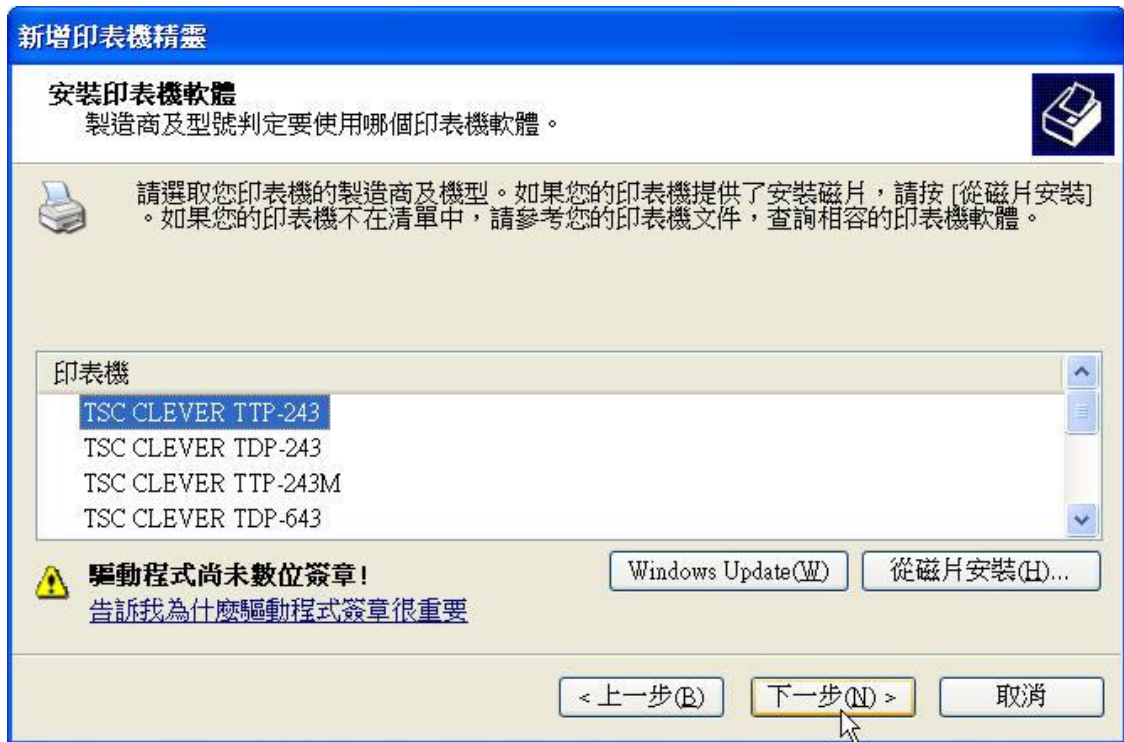 新增印表機精靈
安裝印表機軟體
製造商及型號判定要使用哪個印表機軟體。
請選取您印表機的製造商及機型。如果您的印表機提供了安裝磁片，請按 [從磁片安裝]
。如果您的印表機不在清單中，請參考您的印表機文件，查詢相容的印表機軟體。
印表機
TSC CLEVER TTP-243
TSC CLEVER TDP-243
TSC CLEVER TTP-243M
TSC CLEVER TDP-643
驅動程式尚未數位簽章!
Windows Update(W) 從磁片安裝(H)...
告訴我為什麼驅動程式簽章很重要
< 上一步(B) 下一步(N) > 取消